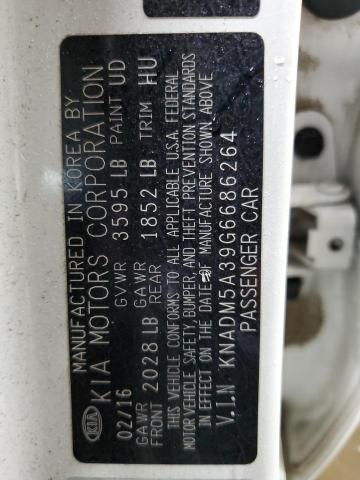 MANUFACTURED IN KOREA BY
KIA KIA MOTORS CORPORATION
02/16 GVWR 3595 LB PAINT UD
GAWR FRONT 2028 LB GAWR REAR 1852 LB TRIM HU
THIS VEHICLE CONFORMS TO ALL APPLICABLE U.S.A. FEDERAL
MOTOR VEHICLE SAFETY, BUMPER, AND THEFT PREVENTION STANDARDS
IN EFFECT ON THE DATE OF MANUFACTURE SHOWN ABOVE
V.I.N: KNADM5A39G6686264
PASSENGER CAR